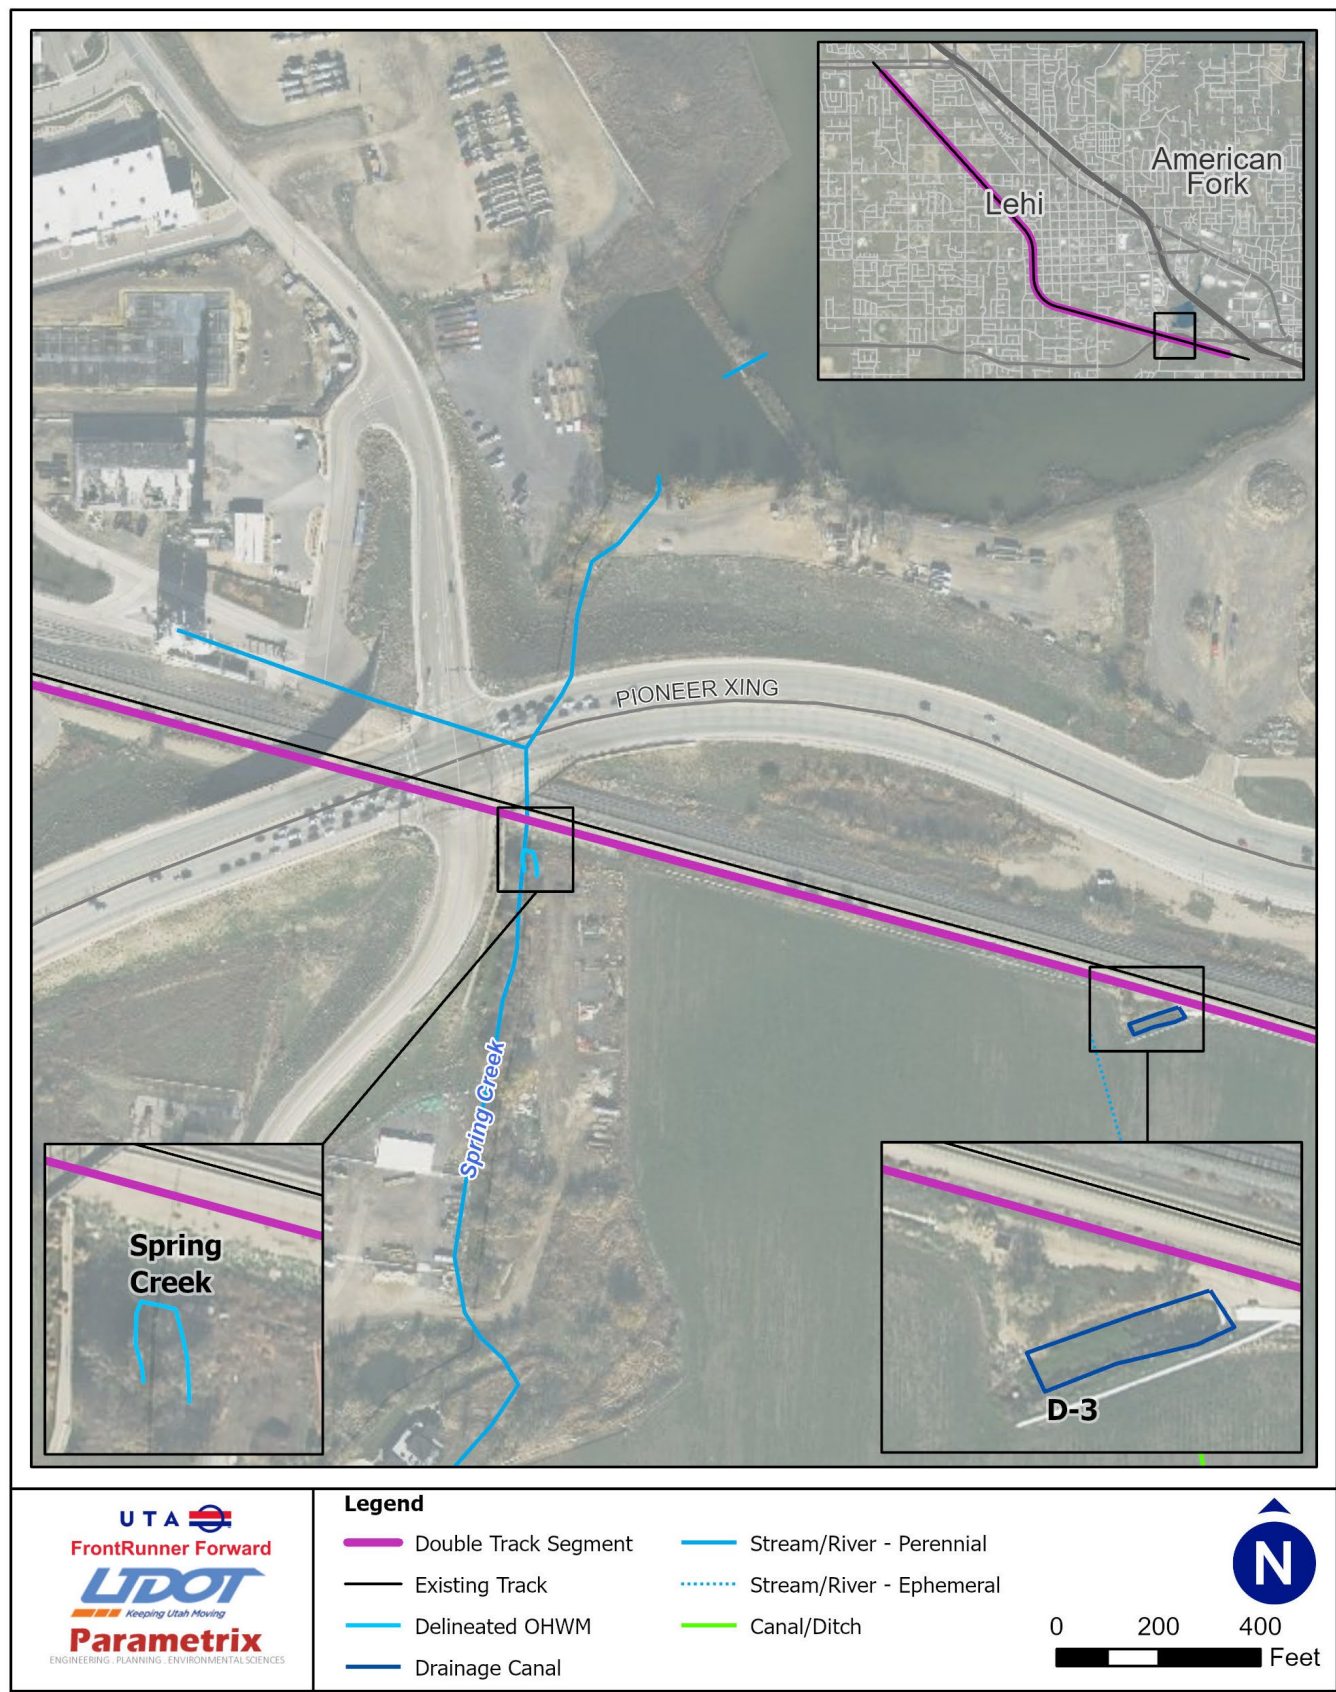 American
Fork
Lehi
PIONEER XING
Spring Creek
Spring
Creek
D-3
UTA
FrontRunner Forward
UDOT
Keeping Utah Moving
Parametrix
ENGINEERING . PLANNING . ENVIRONMENTAL SCIENCES
Legend
Double Track Segment
Existing Track
Delineated OHWM
Drainage Canal
Stream/River - Perennial
Stream/River - Ephemeral
Canal/Ditch
N
0 200 400
Feet